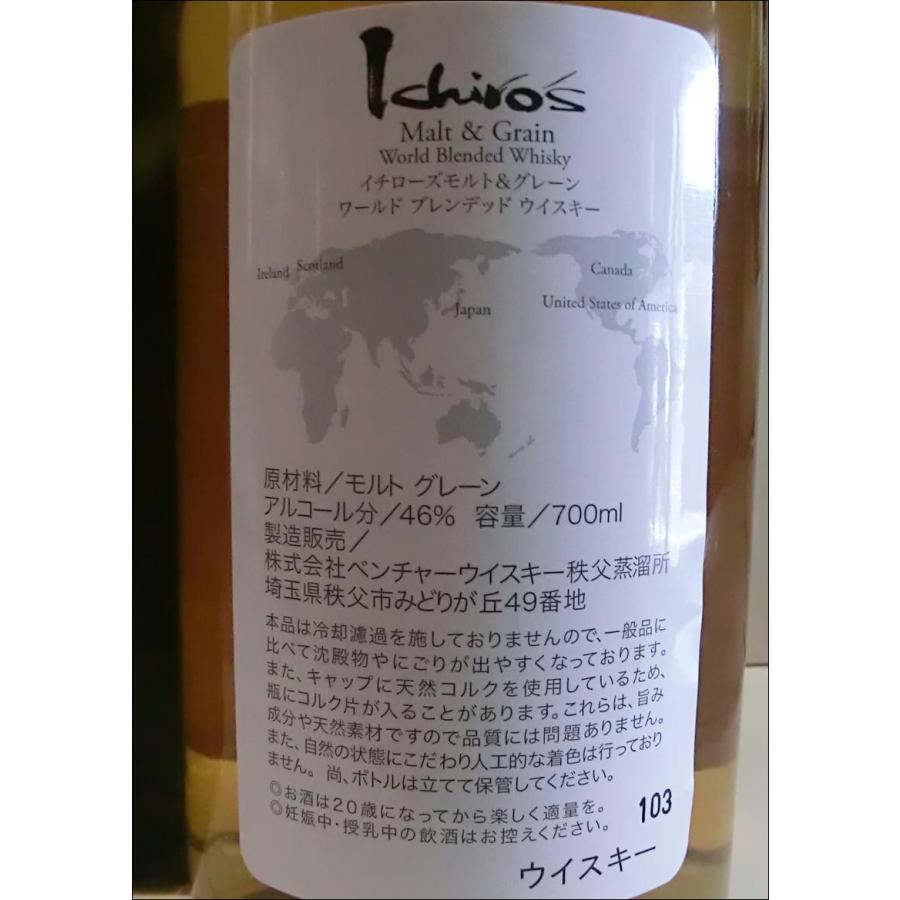 Ichiro's
Malt & Grain
World Blended Whisky
イチローズモルト&グレーン
ワールド ブレンデッド ウイスキー
Ireland
Scotland
Canada
Japan
United States of America
原材料／モルト グレーン
アルコール分／46% 容量／700ml
製造販売／
株式会社ベンチャーウイスキー秩父蒸溜所
埼玉県秩父市みどりが丘49番地
本品は冷却濾過を施しておりませんので、一般品に
比べて沈殿物やにごりが出やすくなっております。
また、キャップに天然コルクを使用しているため、
瓶にコルク片が入ることがあります。これらは、旨み
成分や天然素材ですので品質には問題ありません。
また、自然の状態にこだわり人工的な着色は行っており
ません。 尚、ボトルは立てて保管してください。
◎お酒は20歳になってから楽しく適量を。
◎妊娠中・授乳中の飲酒はお控えください。
103
ウイスキー